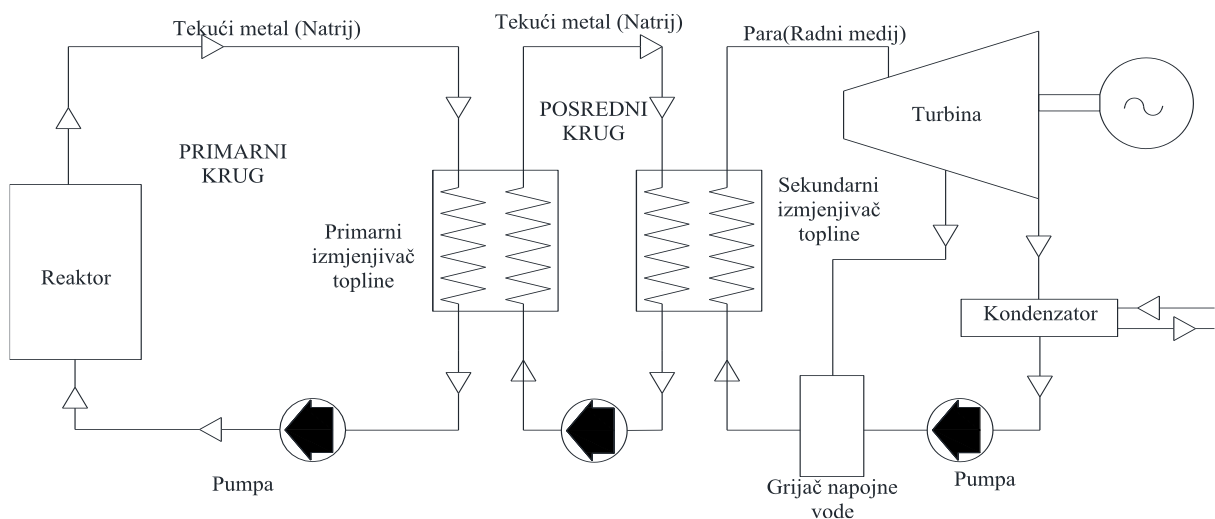 Tekući metal (Natrij)
Tekući metal (Natrij)
Para(Radni medij)
PRIMARNI
KRUG
POSREDNI
KRUG
Turbina
Reaktor
Primarni
izmjenjivač
topline
Sekundarni
izmjenjivač
topline
Kondenzator
Pumpa
Grijač napojne
vode
Pumpa